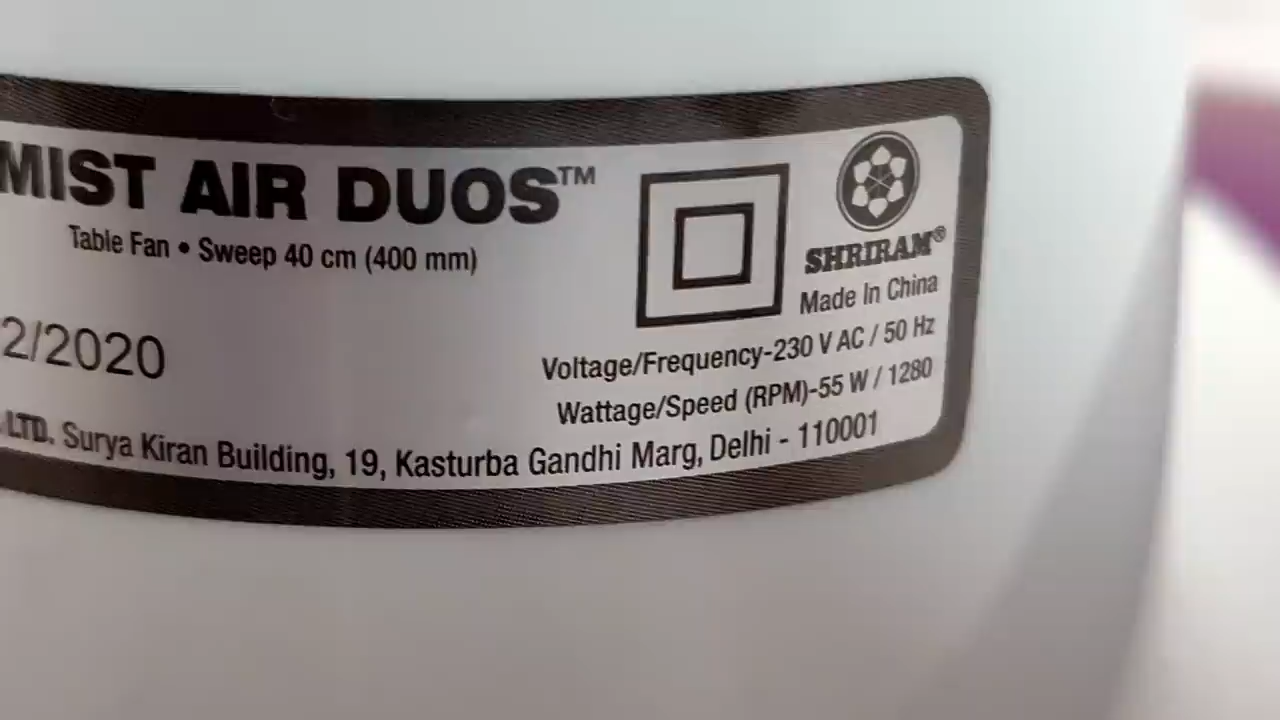 MIST AIR DUOS™
Table Fan • Sweep 40 cm (400 mm)
SHRIRAM®
Made In China
2/2020
Voltage/Frequency-230 V AC / 50 Hz
Wattage/Speed (RPM)-55 W / 1280
LTD. Surya Kiran Building, 19, Kasturba Gandhi Marg, Delhi - 110001